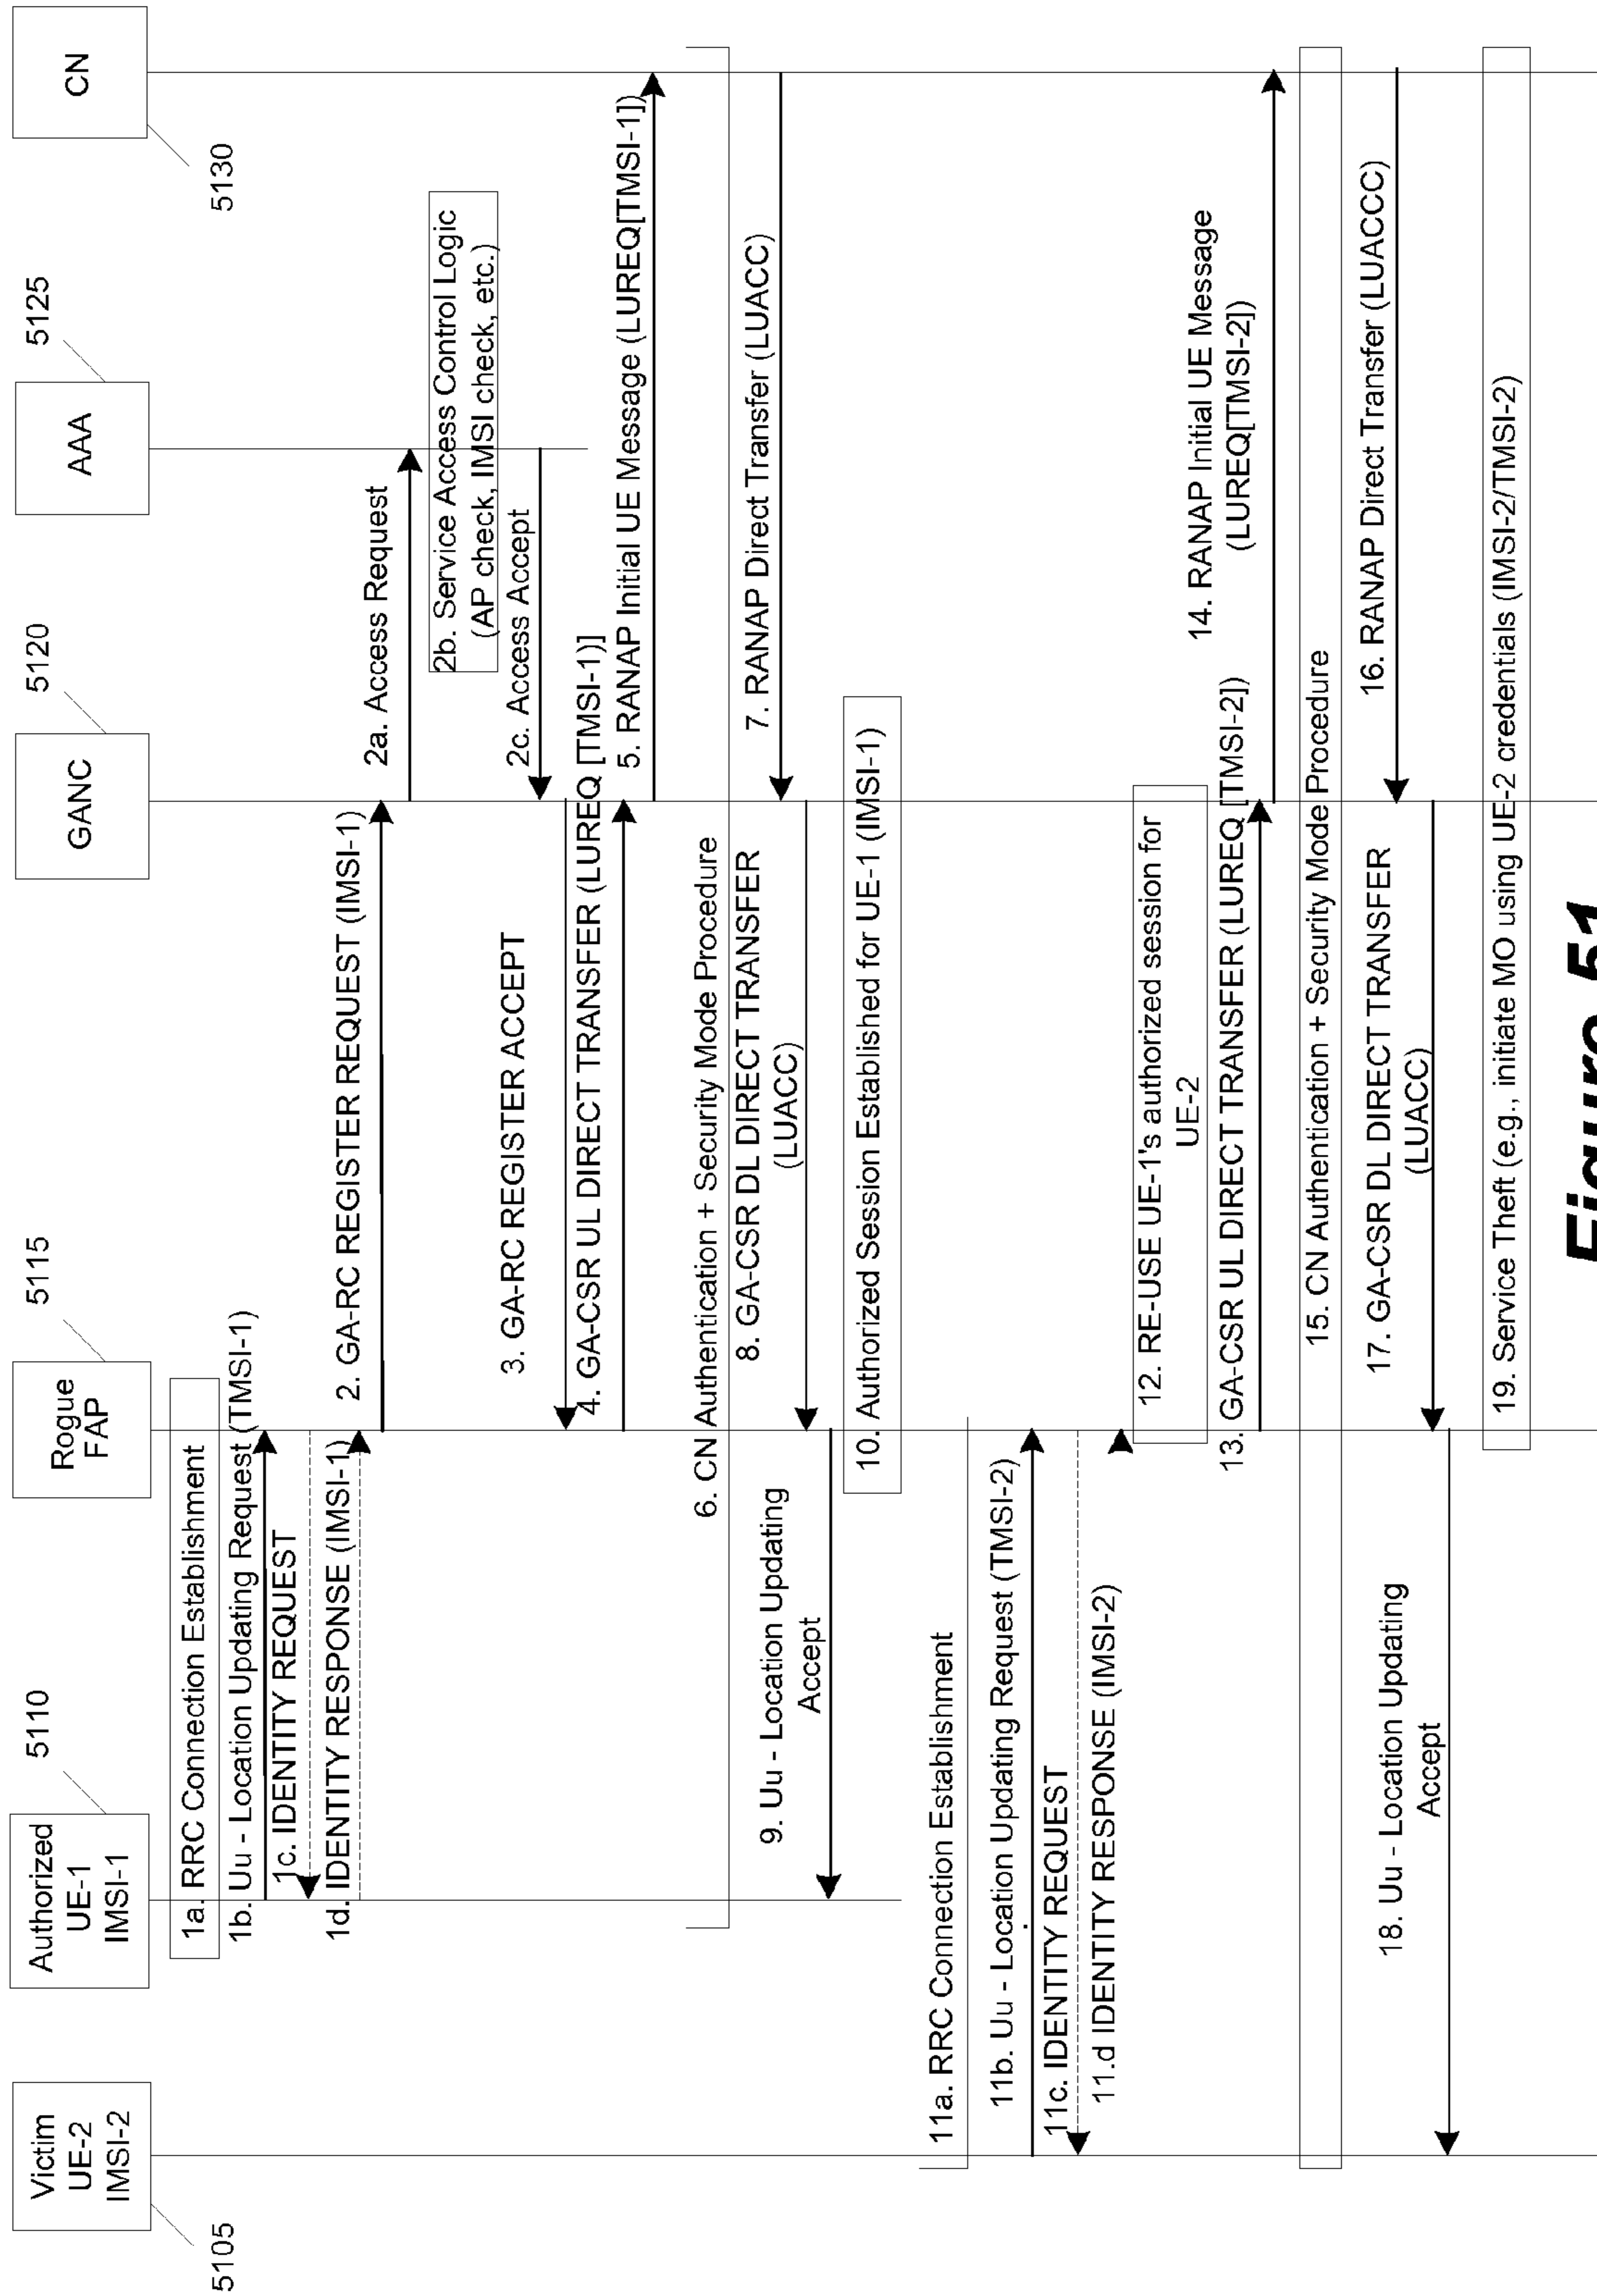 Victim
UE-2
IMSI-2
5105
Authorized
UE-1
IMSI-1
5110
Rogue
FAP
5115
GANC
5120
AAA
5125
CN
5130
1a. RRC Connection Establishment
1b. Uu - Location Updating Request (TMSI-1)
1c. IDENTITY REQUEST
1d. IDENTITY RESPONSE (IMSI-1)
2. GA-RC REGISTER REQUEST (IMSI-1)
2a. Access Request
2b. Service Access Control Logic
(AP check, IMSI check, etc.)
2c. Access Accept
3. GA-RC REGISTER ACCEPT
4. GA-CSR UL DIRECT TRANSFER (LUREQ [TMSI-1)]
5. RANAP Initial UE Message (LUREQ[TMSI-1])
6. CN Authentication + Security Mode Procedure
7. RANAP Direct Transfer (LUACC)
8. GA-CSR DL DIRECT TRANSFER
(LUACC)
9. Uu - Location Updating
Accept
10. Authorized Session Established for UE-1 (IMSI-1)
11a. RRC Connection Establishment
11b. Uu - Location Updating Request (TMSI-2)
11c. IDENTITY REQUEST
11.d IDENTITY RESPONSE (IMSI-2)
12. RE-USE UE-1's authorized session for
UE-2
13. GA-CSR UL DIRECT TRANSFER (LUREQ [TMSI-2])
14. RANAP Initial UE Message
(LUREQ[TMSI-2])
15. CN Authentication + Security Mode Procedure
16. RANAP Direct Transfer (LUACCC)
17. GA-CSR DL DIRECT TRANSFER
(LUACC)
18. Uu - Location Updating
Accept
19. Service Theft (e.g., initiate MO using UE-2 credentials (IMSI-2/TMSI-2)
Figure 51